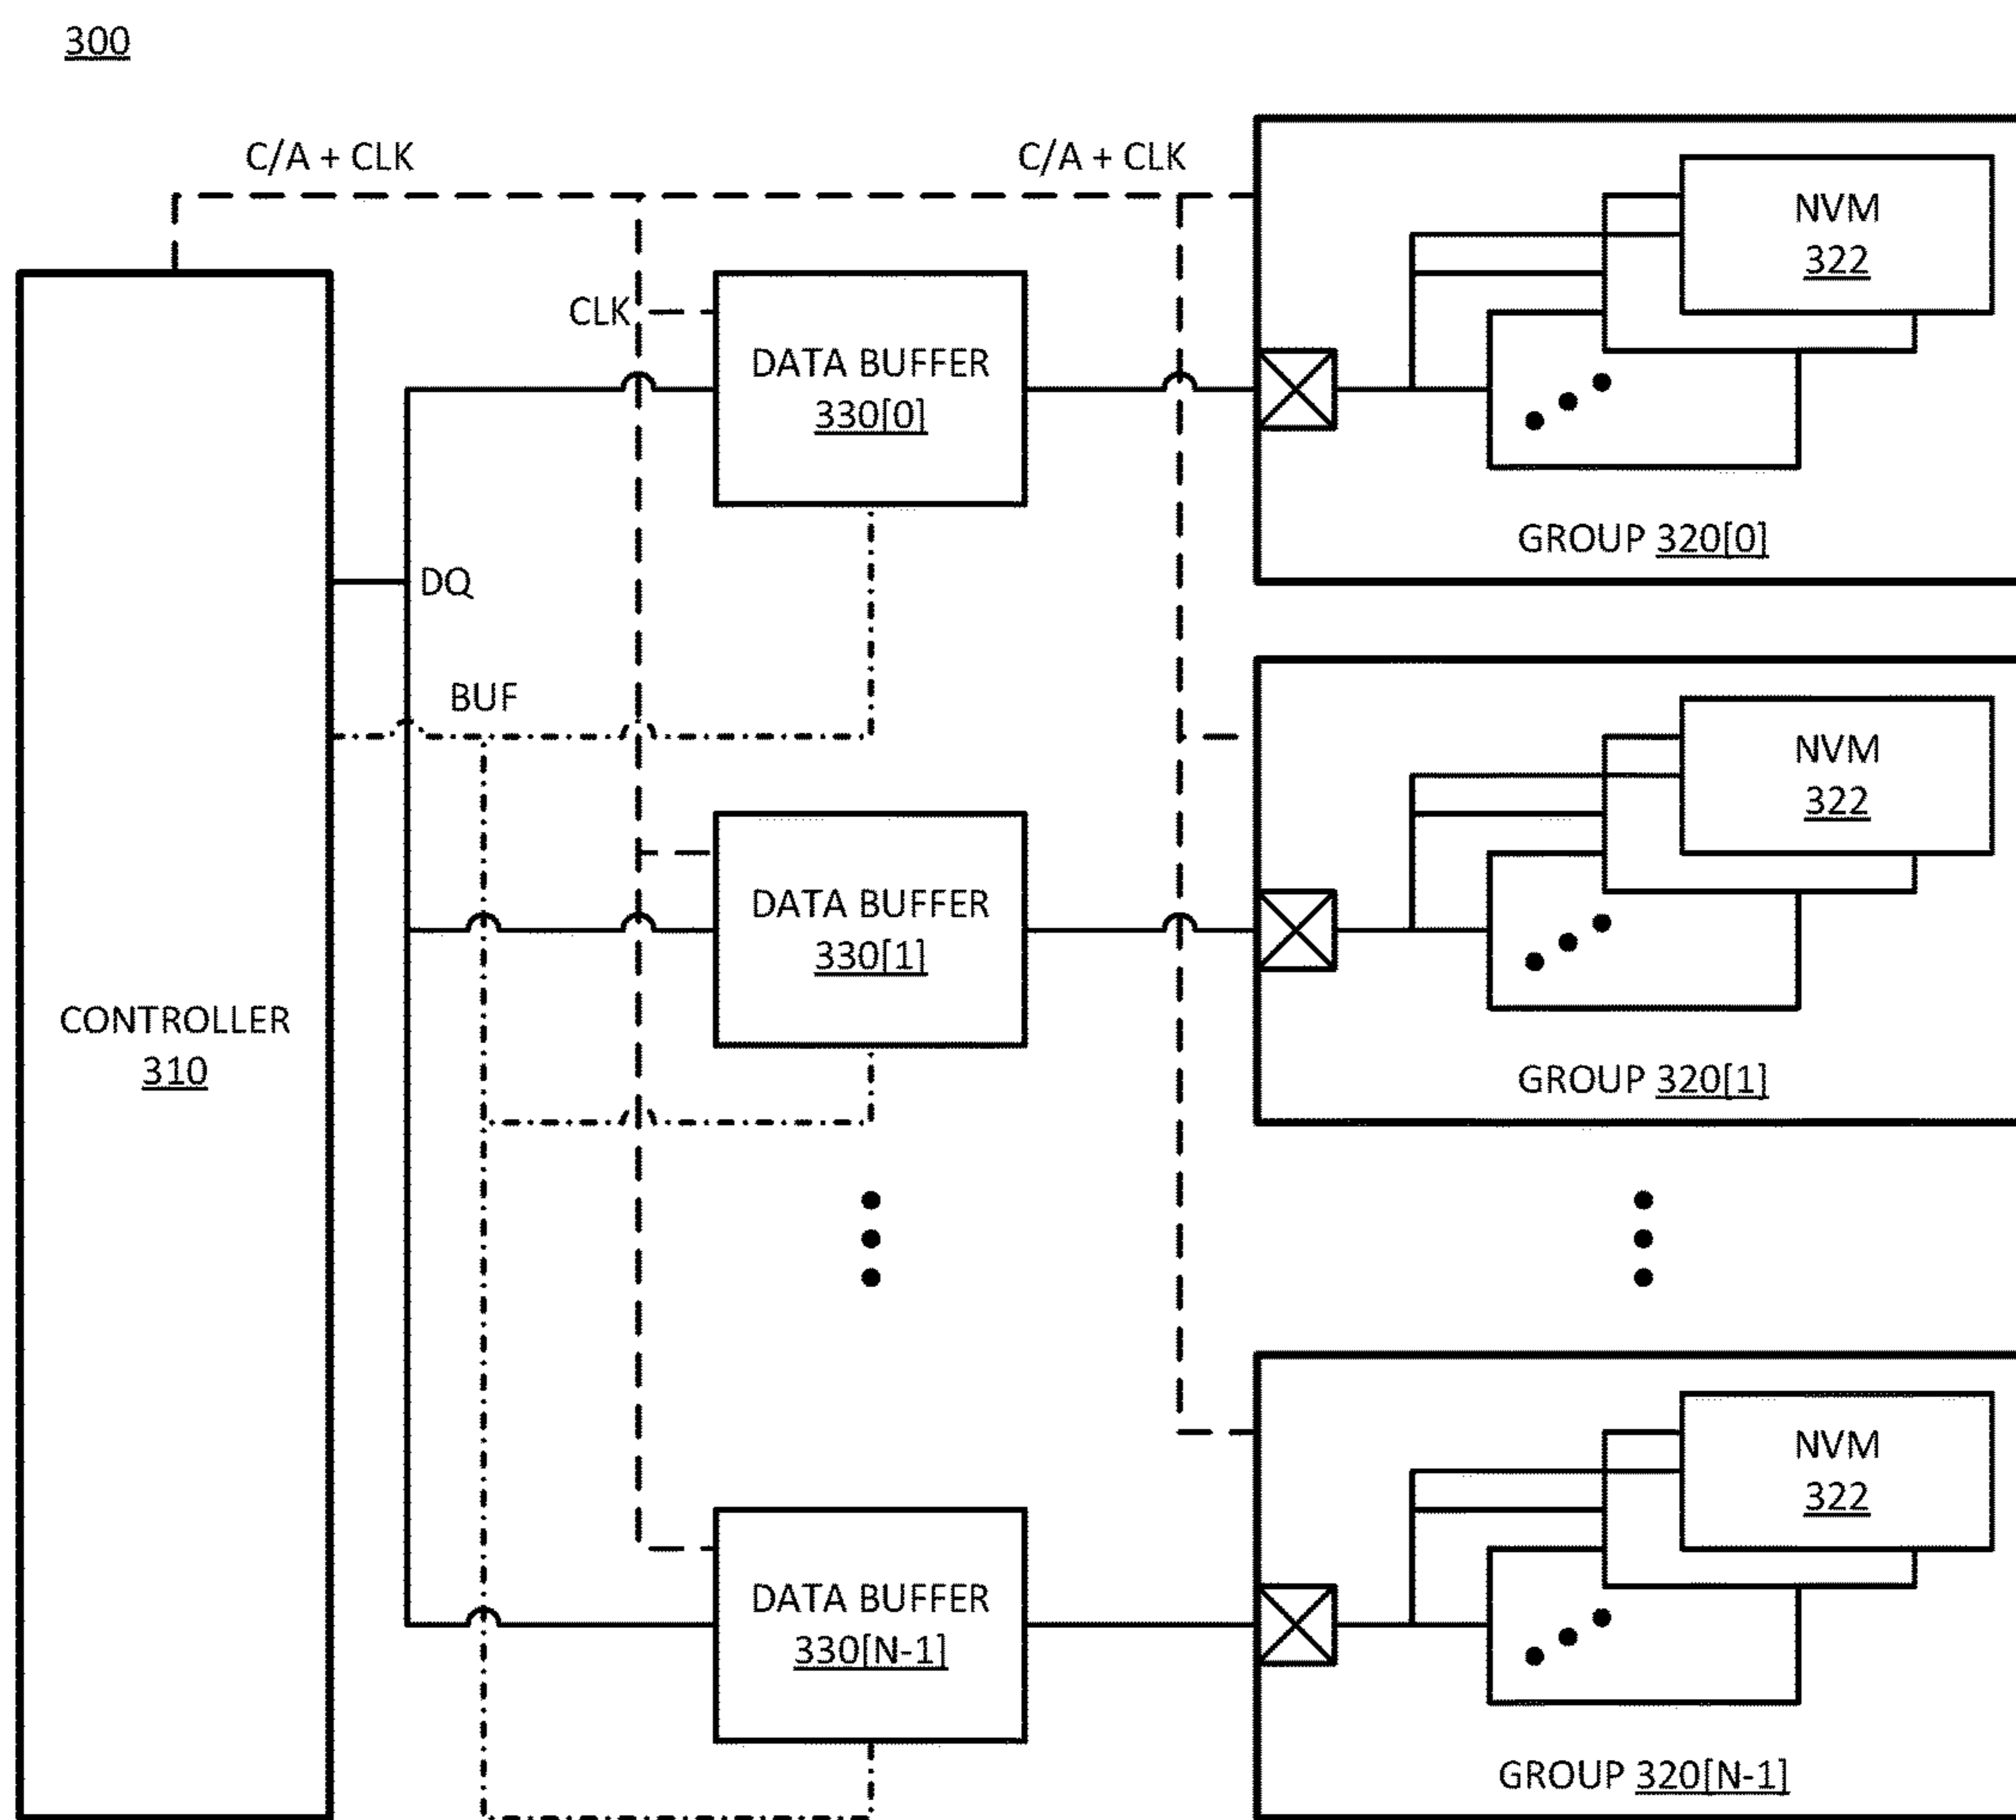 300
C/A + CLK
C/A + CLK
NVM
322
CLK
DATA BUFFER
330[0]
GROUP 320[0]
DQ
BUF
NVM
322
DATA BUFFER
330[1]
CONTROLLER
310
GROUP 320[1]
NVM
322
DATA BUFFER
330[N-1]
GROUP 320[N-1]